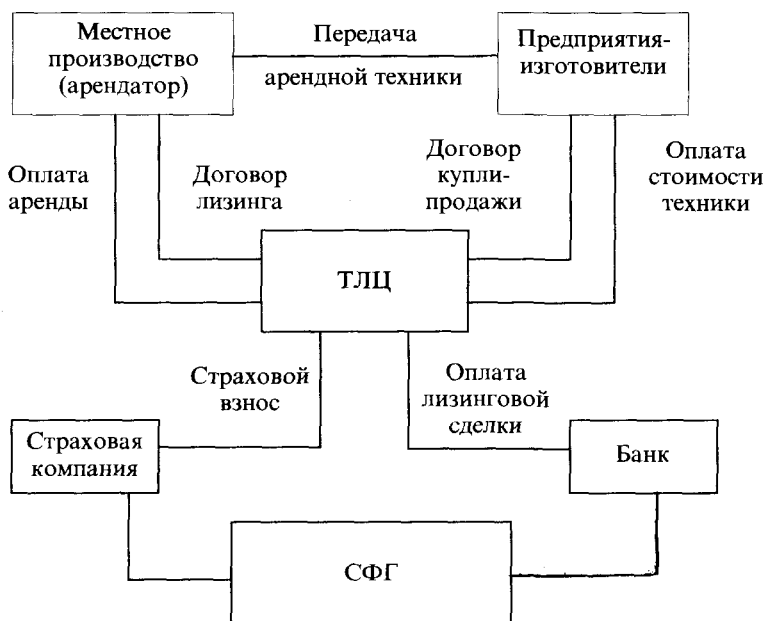 Местное
производство
(арендатор)
Передача
арендной техники
Предприятия-
изготовители
Оплата
аренды
Договор
лизинга
Договор
купли-
продажи
Оплата
стоимости
техники
ТЛЦ
Страховой
взнос
Оплата
лизинговой
сделки
Страховая
компания
Банк
СФГ